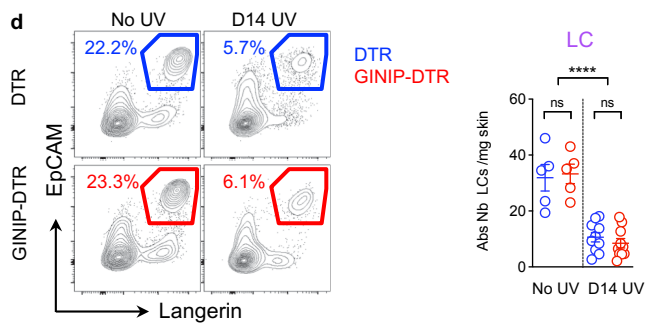 d
No UV
D14 UV
22.2%
5.7%
DTR
23.3%
6.1%
GINIP-DTR
EpCAM
Langerin
DTR
GINIP-DTR
LC
****
ns
ns
60
40
20
0
Abs Nb LCs /mg skin
No UV
D14 UV